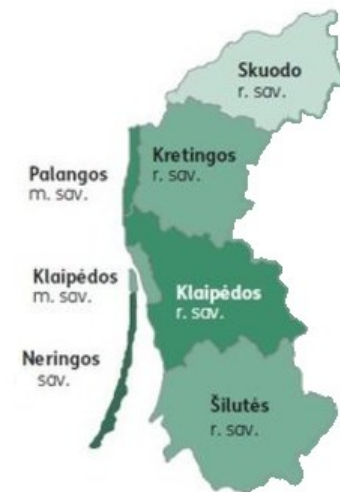 Skuodo
r. sav.
Kretingos
r. sav.
Palangos
m. sav.
Klaipėdos
m. sav.
Klaipėdos
r. sav.
Neringos
sav.
Šilutės
r. sav.